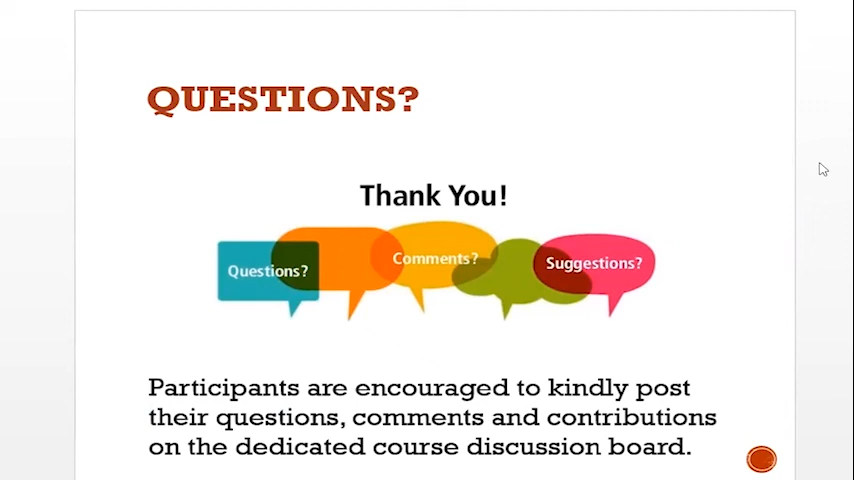 QUESTIONS?
Thank You!
Questions?
Comments?
Suggestions?
Participants are encouraged to kindly post
their questions, comments and contributions
on the dedicated course discussion board.